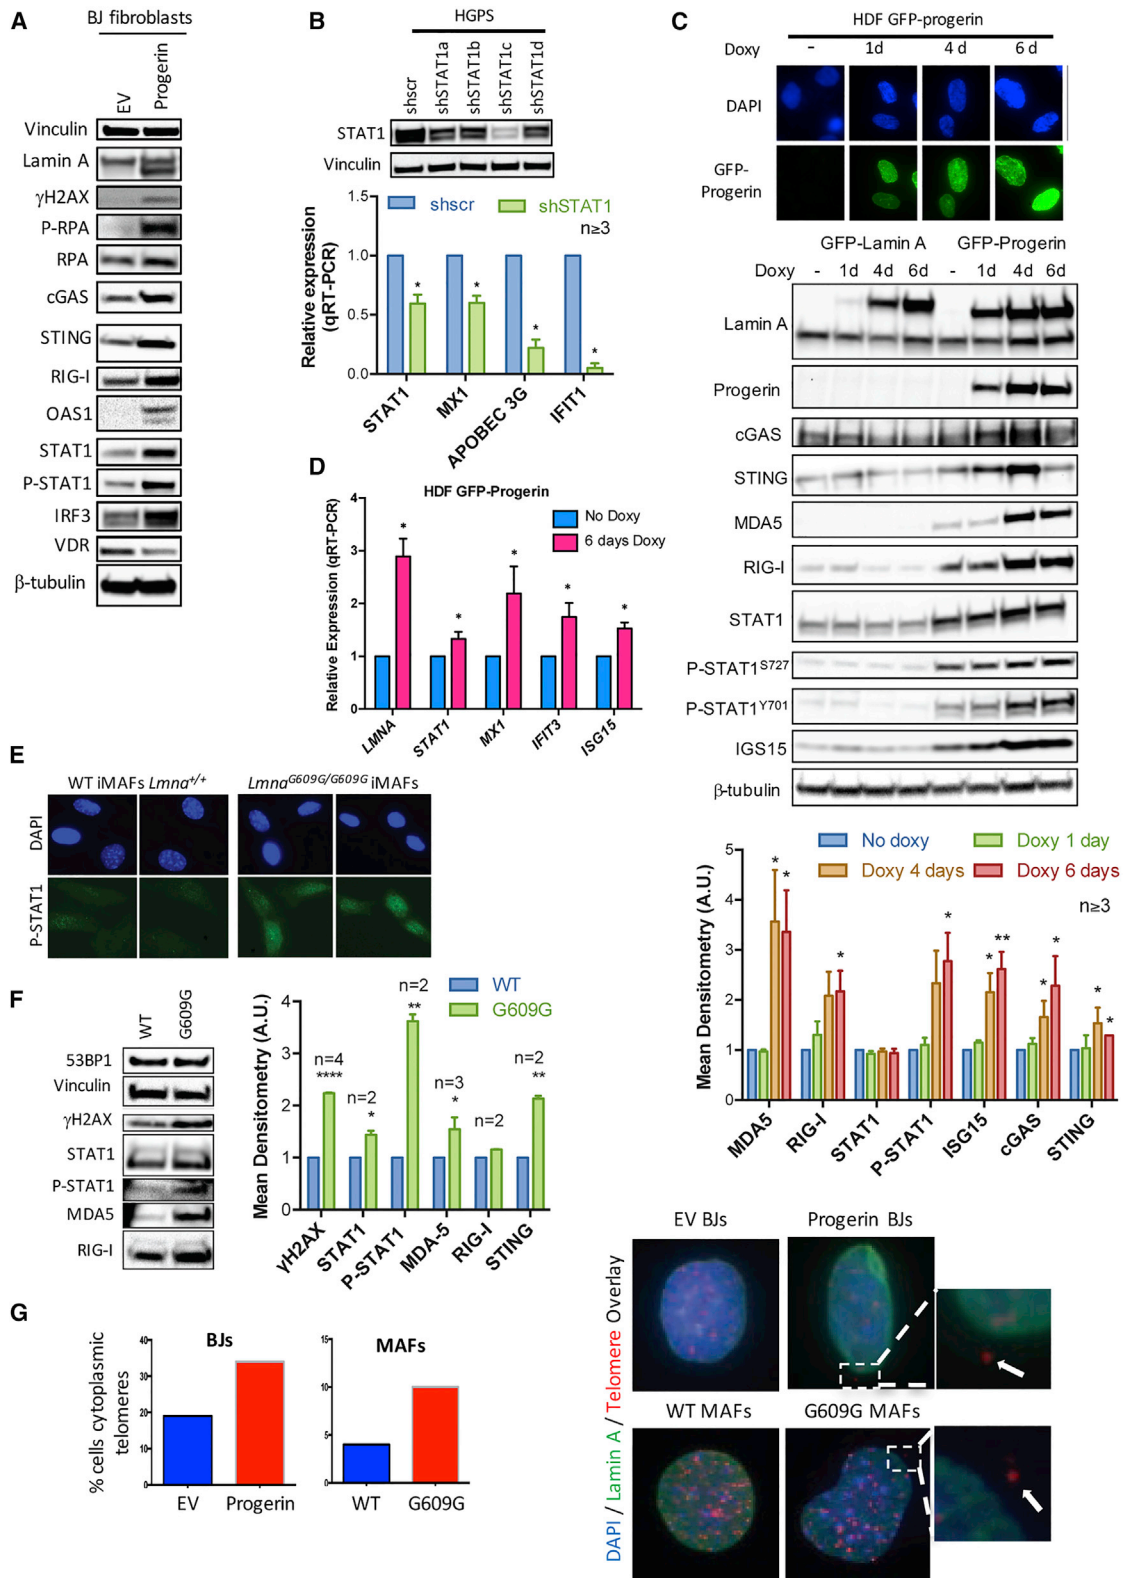 A
BJ fibroblasts
EV
Progerin
Vinculin
Lamin A
γH2AX
P-RPA
RPA
cGAS
STING
RIG-I
OAS1
STAT1
P-STAT1
IRF3
VDR
β-tubulin
B
HGPS
shscr
shSTAT1a
shSTAT1b
shSTAT1c
shSTAT1d
STAT1
Vinculin
Relative expression
(qRT-PCR)
1.5
1.0
0.5
0.0
shscr
shSTAT1
n≥3
*
*
*
*
STAT1
MX1
APOBEC 3G
IFIT1
C
HDF GFP-progerin
Doxy - 1d 4 d 6 d
DAPI
GFP-
Progerin
GFP-Lamin A GFP-Progerin
Doxy - 1d 4d 6d - 1d 4d 6d
Lamin A
Progerin
cGAS
STING
MDA5
RIG-I
STAT1
P-STAT1S727
P-STAT1Y701
IGS15
β-tubulin
Mean Densitometry (A.U.)
5
4
3
2
1
0
No doxy
Doxy 1 day
Doxy 4 days
Doxy 6 days
n≥3
* *
*
*
* **
* *
* *
MDA5
RIG-I
STAT1
P-STAT1
ISG15
cGAS
STING
D
HDF GFP-Progerin
Relative Expression (qRT-PCR)
4
3
2
1
0
No Doxy
6 days Doxy
*
*
*
*
*
LMNA
STAT1
MX1
IFIT3
ISG15
E
WT iMAFs Lmna+/+
LmnaG609G/G609G iMAFs
DAPI
P-STAT1
F
WT
G609G
53BP1
Vinculin
γH2AX
STAT1
P-STAT1
MDA5
RIG-I
Mean Densitometry (A.U.)
4
3
2
1
0
WT
G609G
n=4
****
n=2
*
n=2
**
n=3
*
n=2
n=2
**
γH2AX
STAT1
P-STAT1
MDA-5
RIG-I
STING
G
% cells cytoplasmic
telomeres
BJs
40
30
20
10
0
EV
Progerin
MAFs
15
10
5
0
WT
G609G
DAPI / Lamin A / Telomere Overlay
EV BJs
Progerin BJs
WT MAFs
G609G MAFs